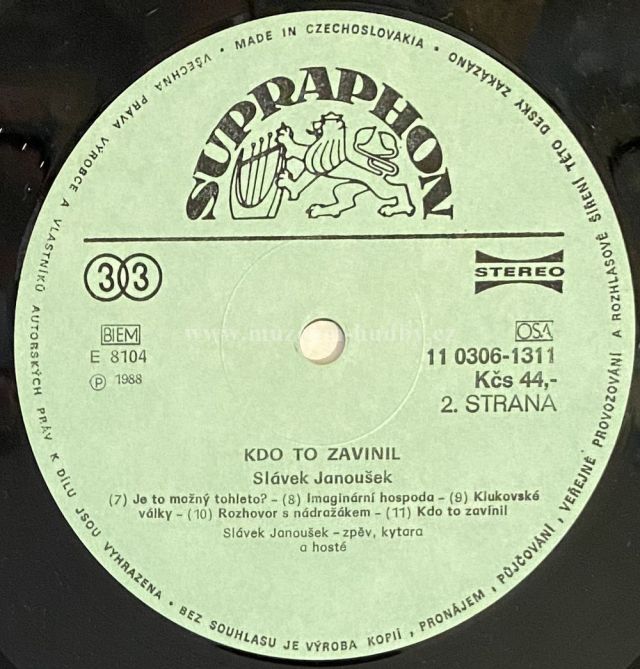 VŠECHNA PRÁVA VÝROBCE A VLASTNÍKŮ AUTORSKÝCH PRÁV K DÍLU JSOU VYHRAZENA • BEZ SOUHLASU JE VÝROBA KOPIÍ, PRONÁJEM, PŮJČOVÁNÍ, VEŘEJNÉ PROVOZOVÁNÍ A ROZHLASOVÉ ŠÍŘENÍ TÉTO DESKY ZAKÁZÁNO • MADE IN CZECHOSLOVAKIA •
SUPRAPHON
33
STEREO
BIEM
OSA
E 8104
11 0306-1311
℗ 1988
Kčs 44,-
2. STRANA
KDO TO ZAVINIL
Slávek Janoušek
(7) Je to možný tohleto? – (8) Imaginární hospoda – (9) Klukovské
války – (10) Rozhovor s nádražákem – (11) Kdo to zavinil
Slávek Janoušek – zpěv, kytara
a hosté